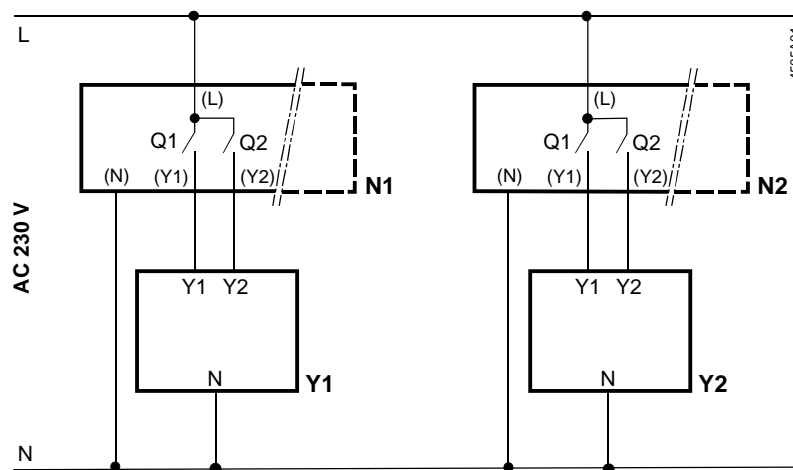 L
(L)
Q1 Q2
(N) (Y1) (Y2)
N1
Y1 Y2
N
Y1
(L)
Q1 Q2
(N) (Y1) (Y2)
N2
Y1 Y2
N
Y2
AC 230 V
N